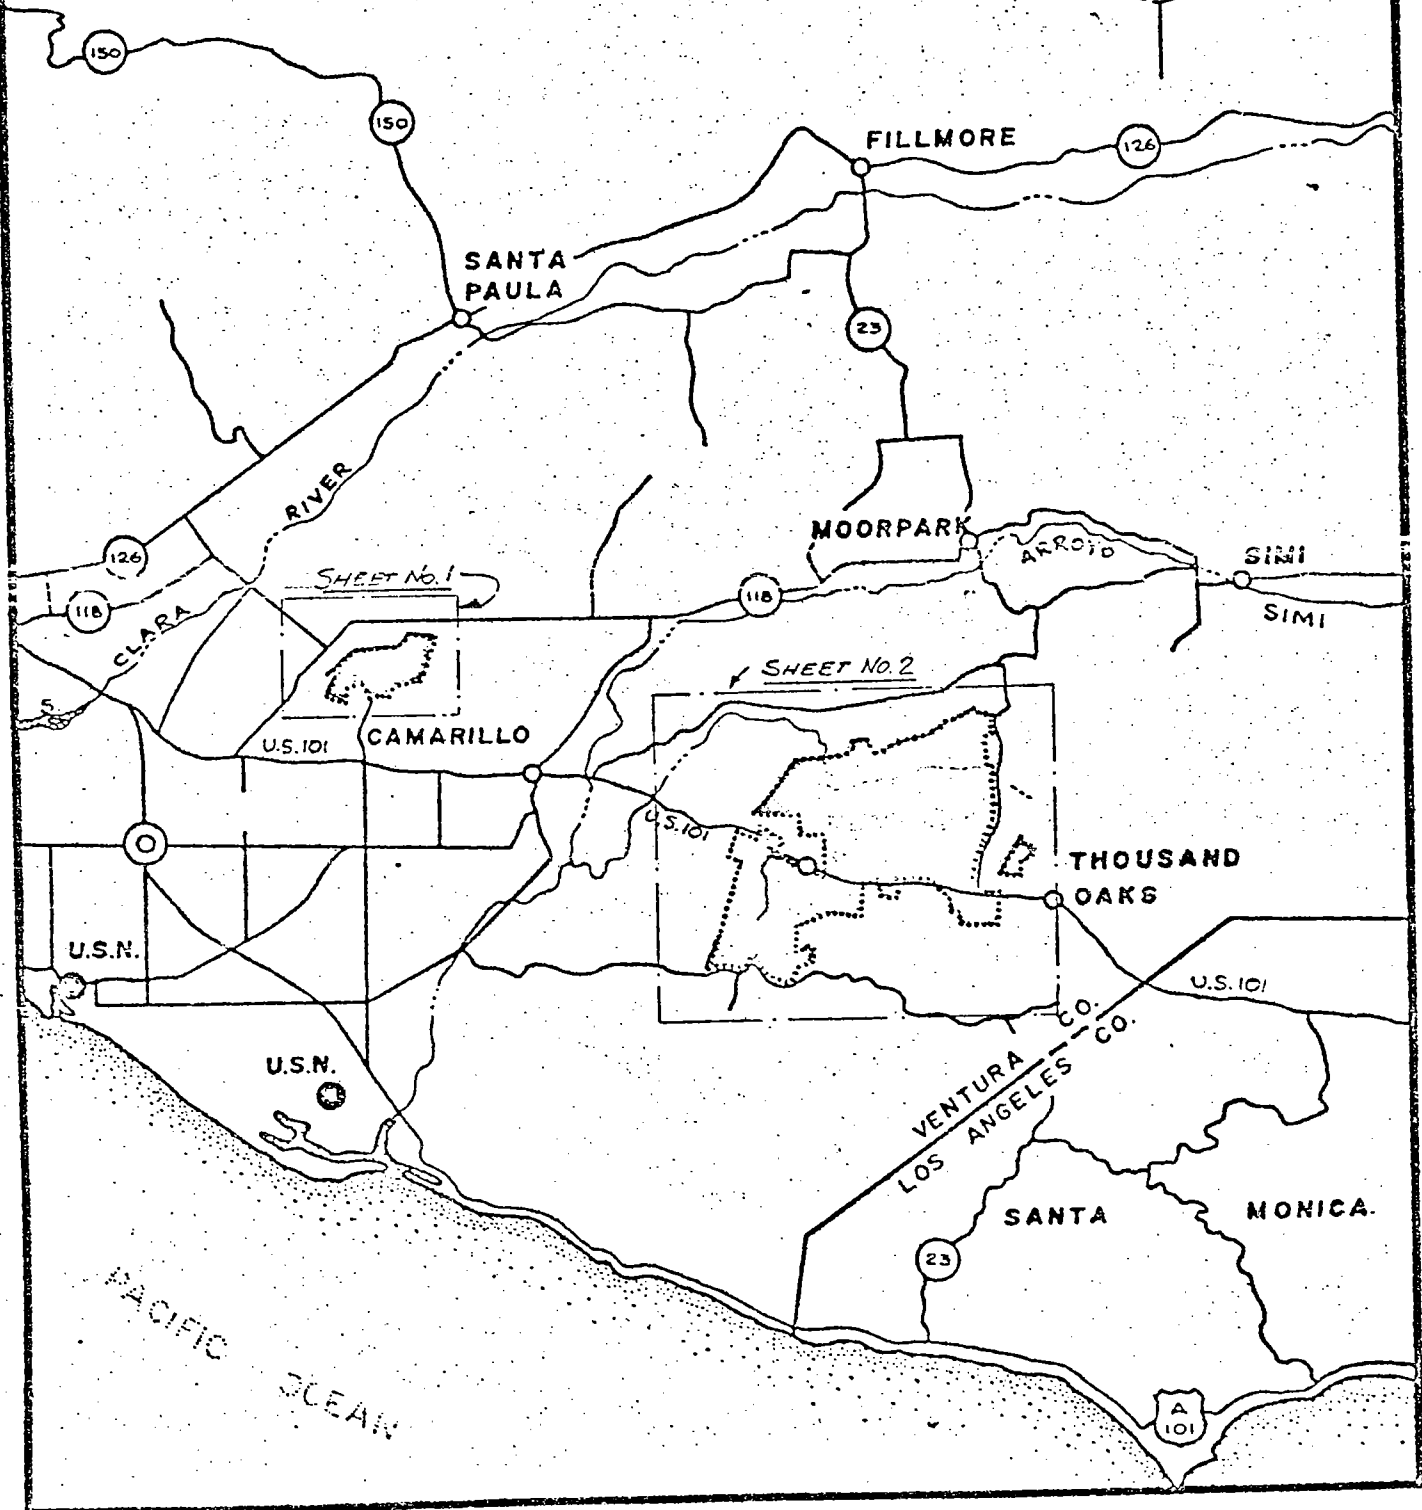 150
150
FILLMORE
126
SANTA
PAULA
23
RIVER
MOORPARK
ARROYO
SIMI
SIMI
126
118
SHEET NO. 1
118
CLARA
SHEET NO. 2
S.
U.S. 101
CAMARILLO
U.S. 101
THOUSAND
OAKS
U.S.N.
U.S. 101
CO.
CO.
U.S.N.
VENTURA
LOS ANGELES
SANTA
MONICA.
23
PACIFIC
OCEAN
A
101